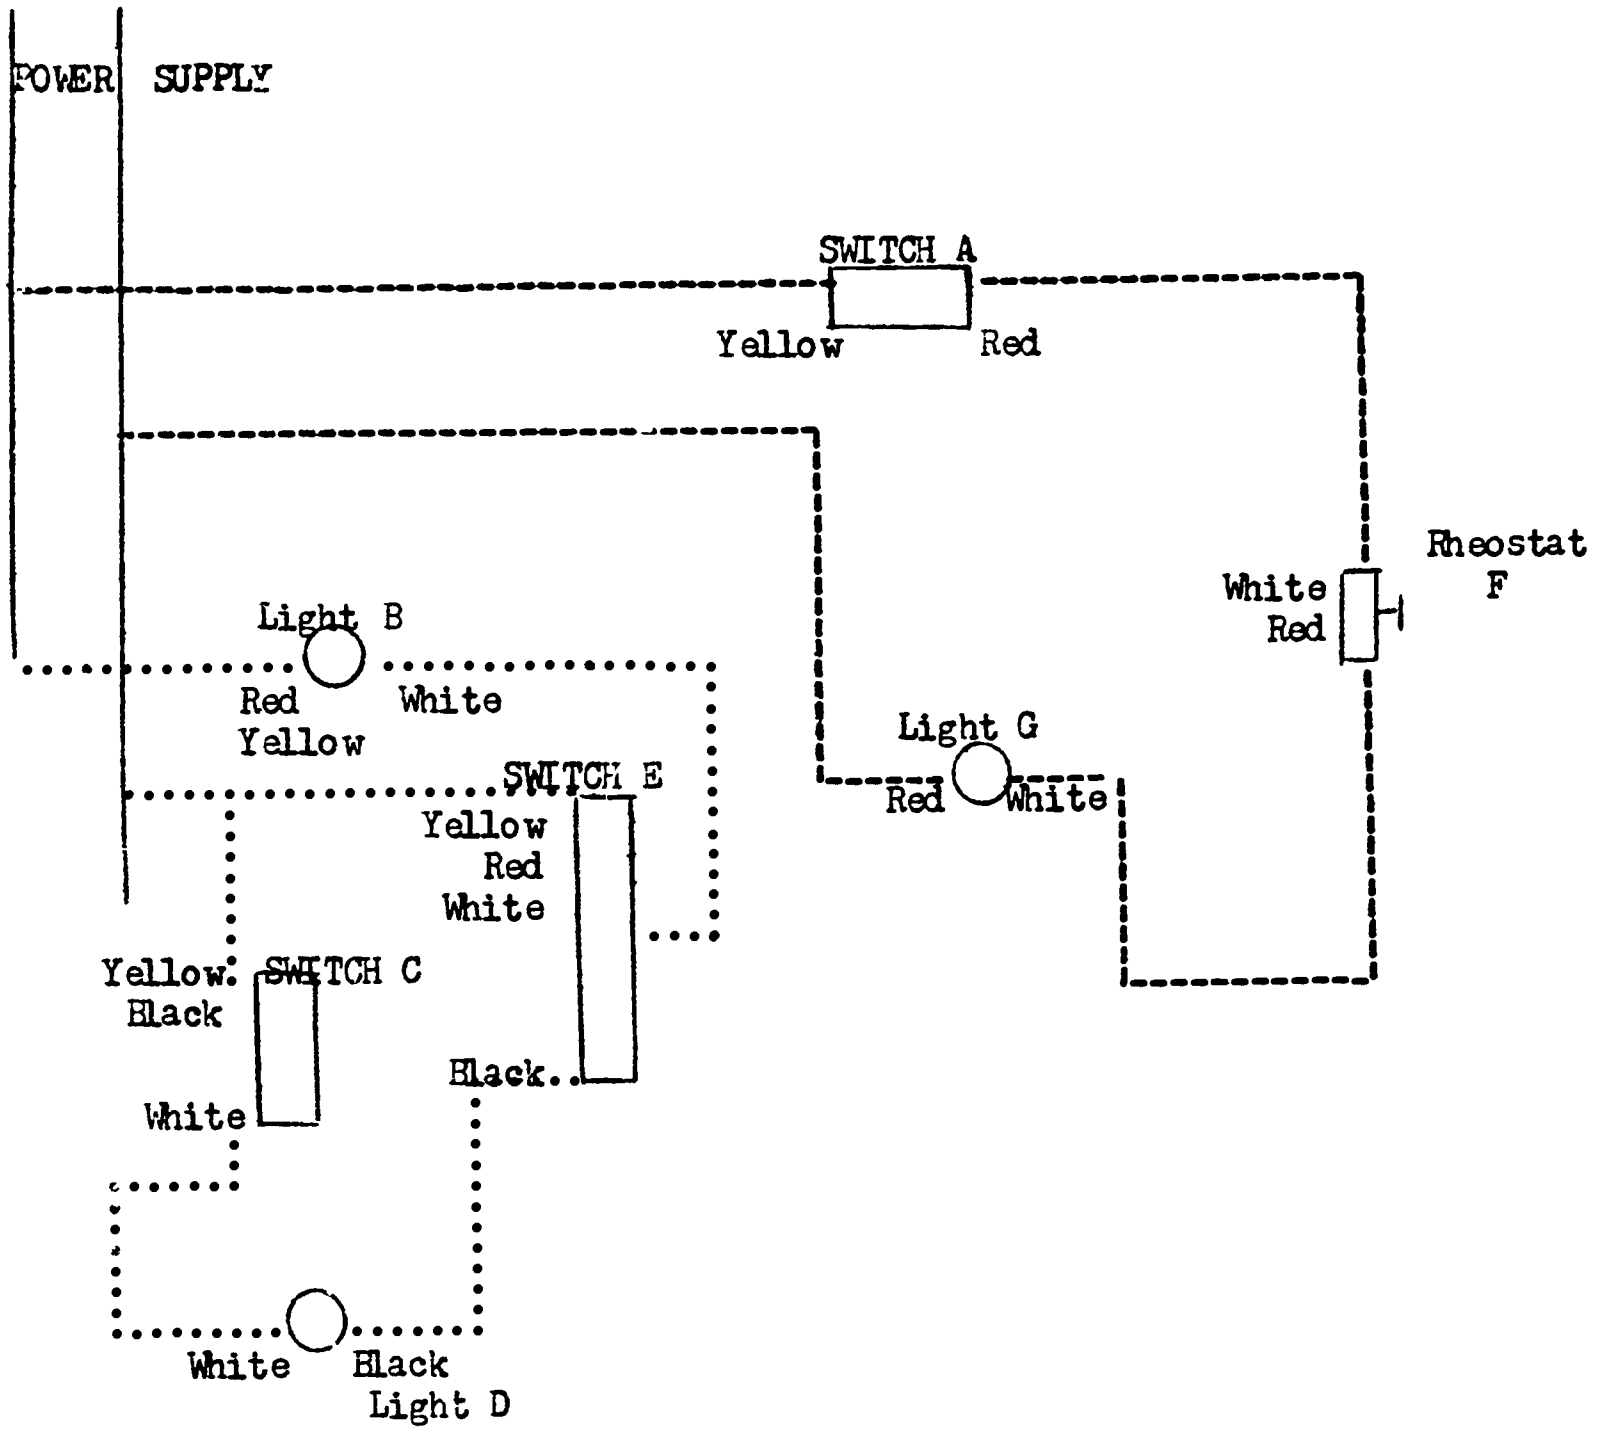 POWER SUPPLY
SWITCH A
Yellow Red
Rheostat
F
White
Red
Light B
Red White
Yellow
Light G
Red White
SWITCH E
Yellow
Red
White
Yellow SWITCH C
Black
Black
White
White Black
Light D